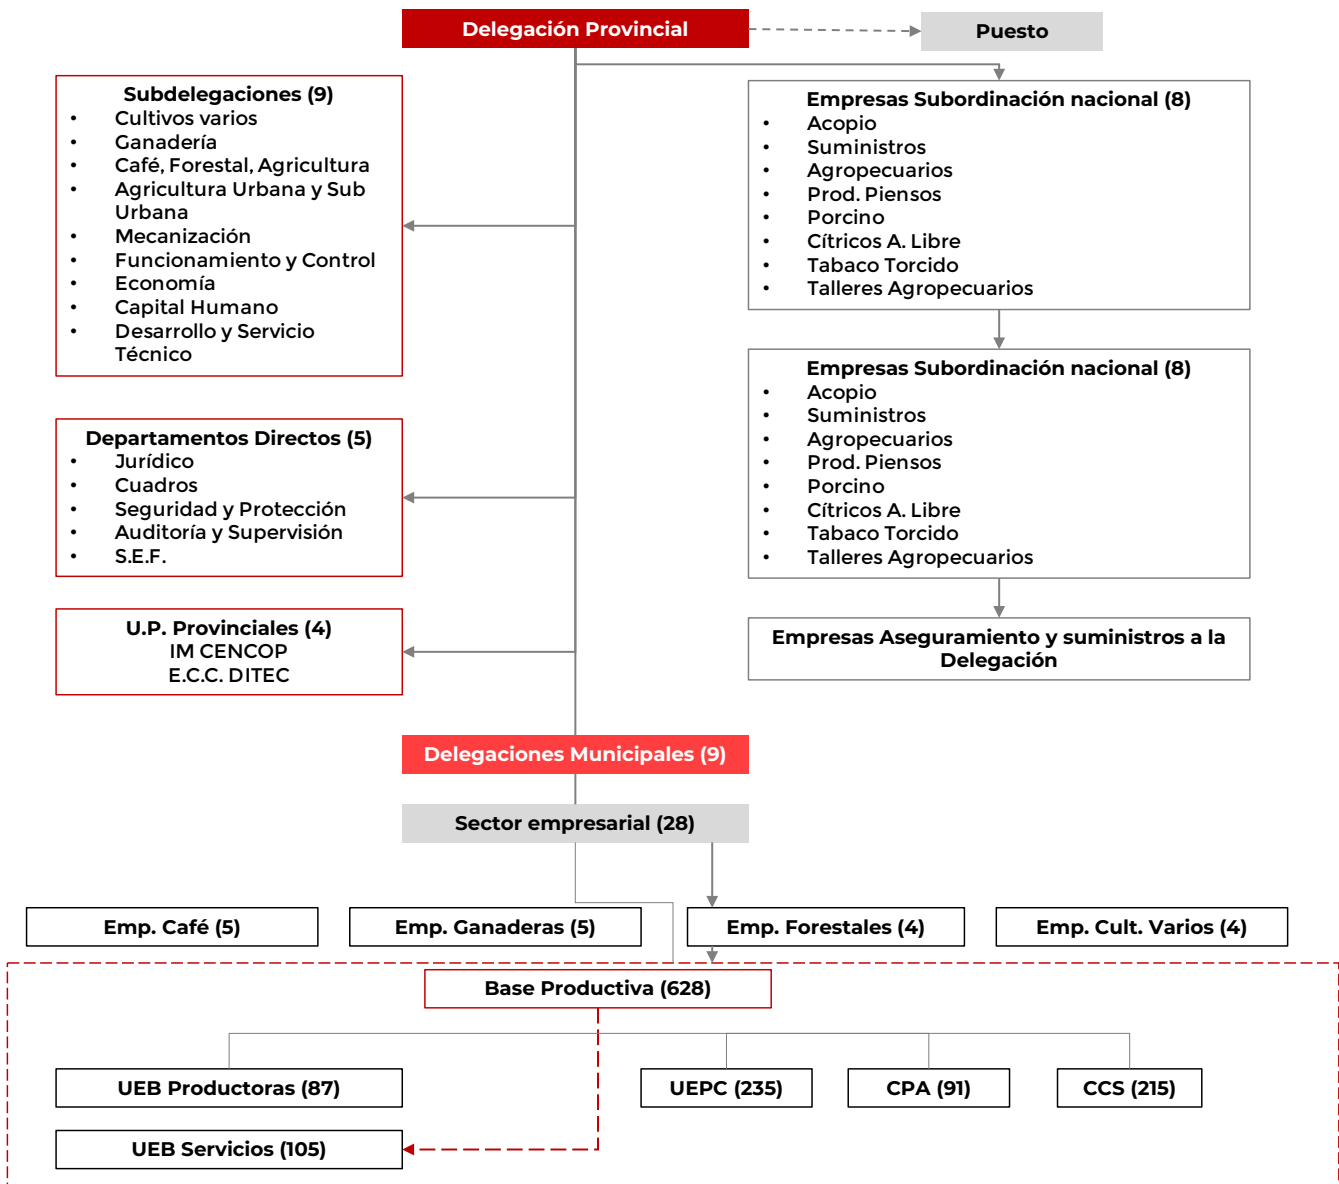 Delegación Provincial
Puesto
Subdelegaciones (9)
• Cultivos varios
• Ganadería
• Café, Forestal, Agricultura
• Agricultura Urbana y Sub
Urbana
• Mecanización
• Funcionamiento y Control
• Economía
• Capital Humano
• Desarrollo y Servicio
Técnico
Empresas Subordinación nacional (8)
• Acopio
• Suministros
• Agropecuarios
• Prod. Piensos
• Porcino
• Cítricos A. Libre
• Tabaco Torcido
• Talleres Agropecuarios
Empresas Subordinación nacional (8)
• Acopio
• Suministros
• Agropecuarios
• Prod. Piensos
• Porcino
• Cítricos A. Libre
• Tabaco Torcido
• Talleres Agropecuarios
Departamentos Directos (5)
• Jurídico
• Cuadros
• Seguridad y Protección
• Auditoría y Supervisión
• S.E.F.
U.P. Provinciales (4)
IM CENCOP
E.C.C. DITEC
Empresas Aseguramiento y suministros a la
Delegación
Delegaciones Municipales (9)
Sector empresarial (28)
Emp. Café (5)
Emp. Ganaderas (5)
Emp. Forestales (4)
Emp. Cult. Varios (4)
Base Productiva (628)
UEB Productoras (87)
UEPC (235)
CPA (91)
CCS (215)
UEB Servicios (105)